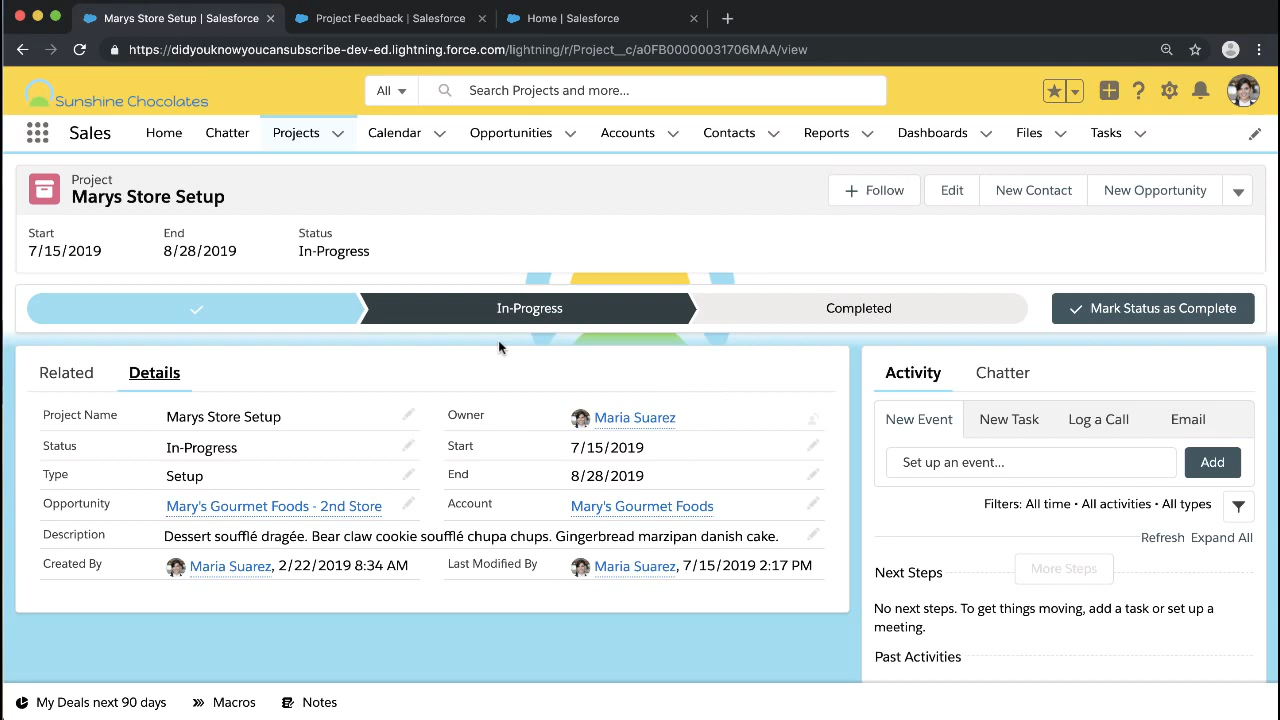 Marys Store Setup | Salesforce
Project Feedback | Salesforce
Home | Salesforce
https://didyouknowyoucansubscribe-dev-ed.lightning.force.com/lightning/r/Project__c/a0FB00000031706MAA/view
Sunshine Chocolates
All
Search Projects and more...
Sales
Home
Chatter
Projects
Calendar
Opportunities
Accounts
Contacts
Reports
Dashboards
Files
Tasks
Project
Marys Store Setup
Follow
Edit
New Contact
New Opportunity
Start
7/15/2019
End
8/28/2019
Status
In-Progress
In-Progress
Completed
Mark Status as Complete
Related
Details
Project Name
Marys Store Setup
Owner
Maria Suarez
Status
In-Progress
Start
7/15/2019
Type
Setup
End
8/28/2019
Opportunity
Mary's Gourmet Foods - 2nd Store
Account
Mary's Gourmet Foods
Description
Dessert soufflé dragée. Bear claw cookie soufflé chupa chups. Gingerbread marzipan danish cake.
Created By
Maria Suarez, 2/22/2019 8:34 AM
Last Modified By
Maria Suarez, 7/15/2019 2:17 PM
Activity
Chatter
New Event
New Task
Log a Call
Email
Set up an event...
Add
Filters: All time • All activities • All types
Refresh Expand All
Next Steps
More Steps
No next steps. To get things moving, add a task or set up a
meeting.
Past Activities
My Deals next 90 days
Macros
Notes